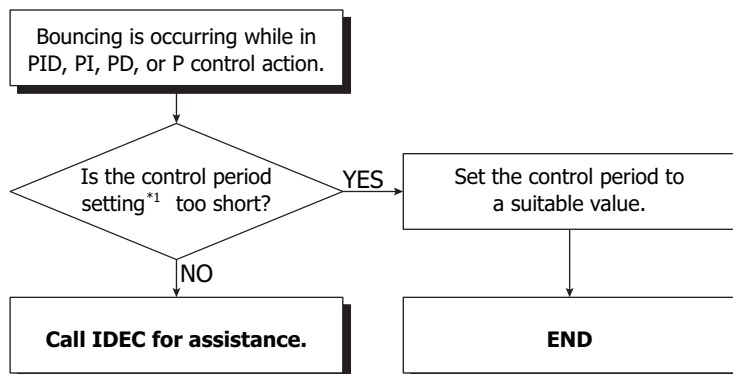 Bouncing is occurring while in
PID, PI, PD, or P control action.
Is the control period
setting*1 too short?
YES
Set the control period to
a suitable value.
NO
Call IDEC for assistance.
END